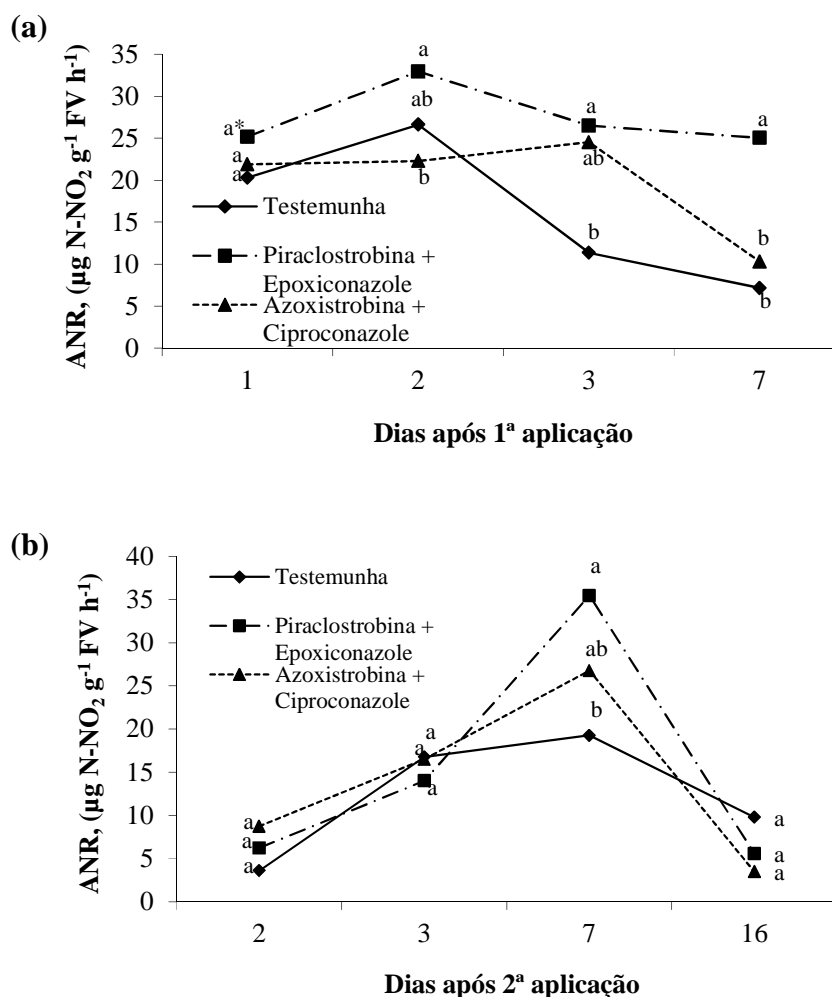 (a)
ANR, (µg N-NO₂ g⁻¹ FV h⁻¹)
35
30
25
20
15
10
5
0
a
ab
b
a*
a
a
a
ab
b
a
b
b
Testemunha
Piraclostrobina +
Epoxiconazole
Azoxistrobina +
Ciproconazole
1
2
3
7
Dias após 1ª aplicação
(b)
ANR, (µg N-NO₂ g⁻¹ FV h⁻¹)
40
35
30
25
20
15
10
5
0
Testemunha
Piraclostrobina +
Epoxiconazole
Azoxistrobina +
Ciproconazole
a
a
a
a
a
a
a
ab
b
a
a
a
2
3
7
16
Dias após 2ª aplicação